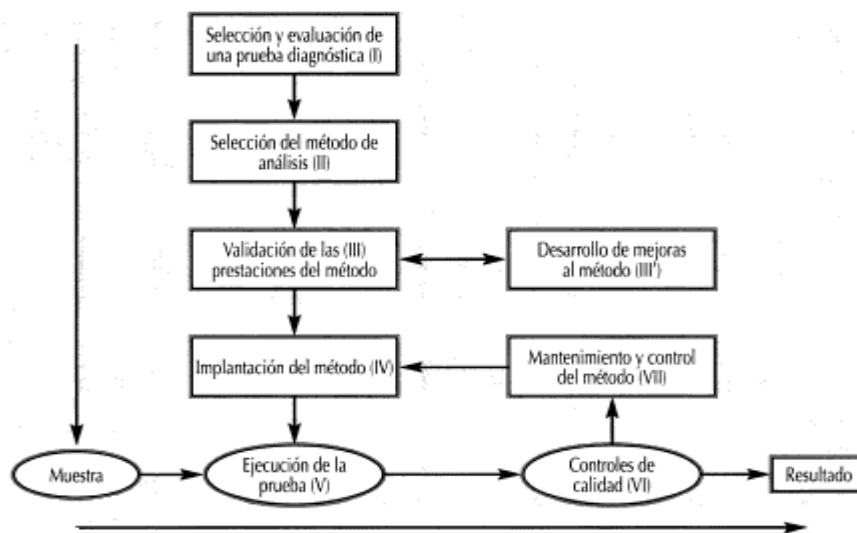 Selección y evaluación de
una prueba diagnóstica (I)
Selección del método de
análisis (II)
Validación de las (III)
prestaciones del método
Desarrollo de mejoras
al método (III')
Implantación del método (IV)
Mantenimiento y control
del método (VII)
Muestra
Ejecución de la
prueba (V)
Controles de
calidad (VI)
Resultado